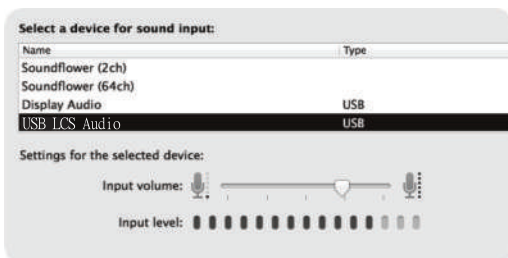 Select a device for sound input:
Name Type
Soundflower (2ch)
Soundflower (64ch)
Display Audio USB
USB LCS Audio USB
Settings for the selected device:
Input volume:
Input level: